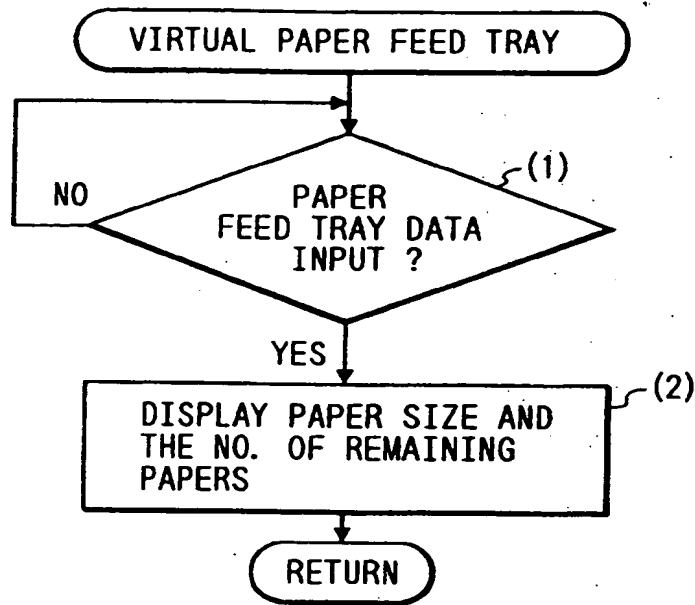 VIRTUAL PAPER FEED TRAY
(1)
PAPER
FEED TRAY DATA
INPUT ?
NO
YES
(2)
DISPLAY PAPER SIZE AND
THE NO. OF REMAINING
PAPERS
RETURN